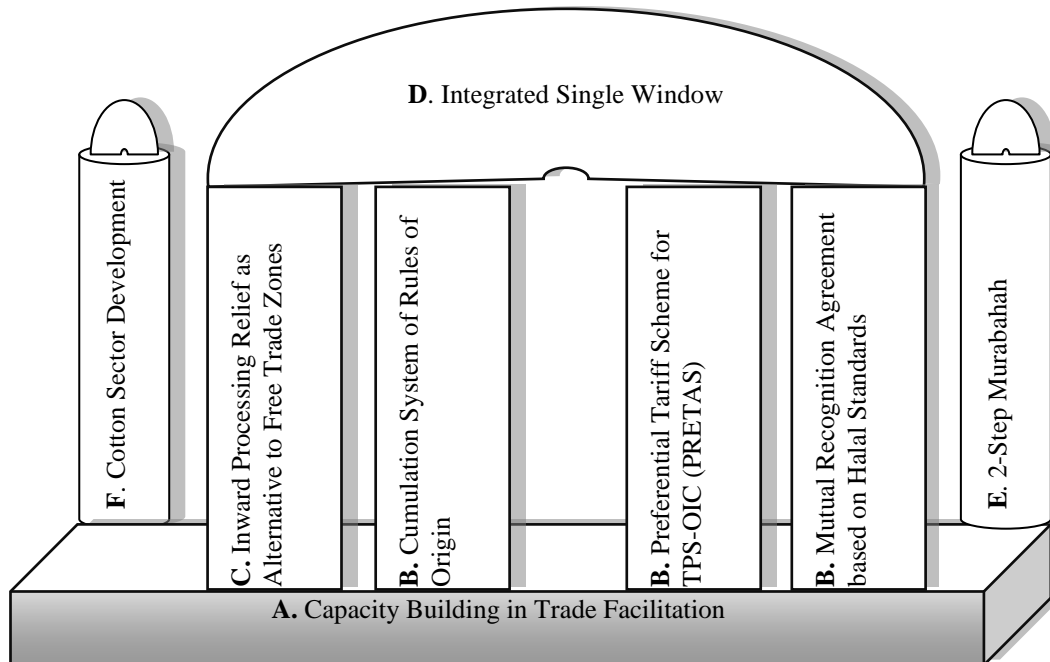 D. Integrated Single Window
F. Cotton Sector Development
C. Inward Processing Relief as
Alternative to Free Trade Zones
B. Cumulation System of Rules of
Origin
B. Preferential Tariff Scheme for
TPS-OIC (PRETAS)
B. Mutual Recognition Agreement
based on Halal Standards
E. 2-Step Murabahah
A. Capacity Building in Trade Facilitation